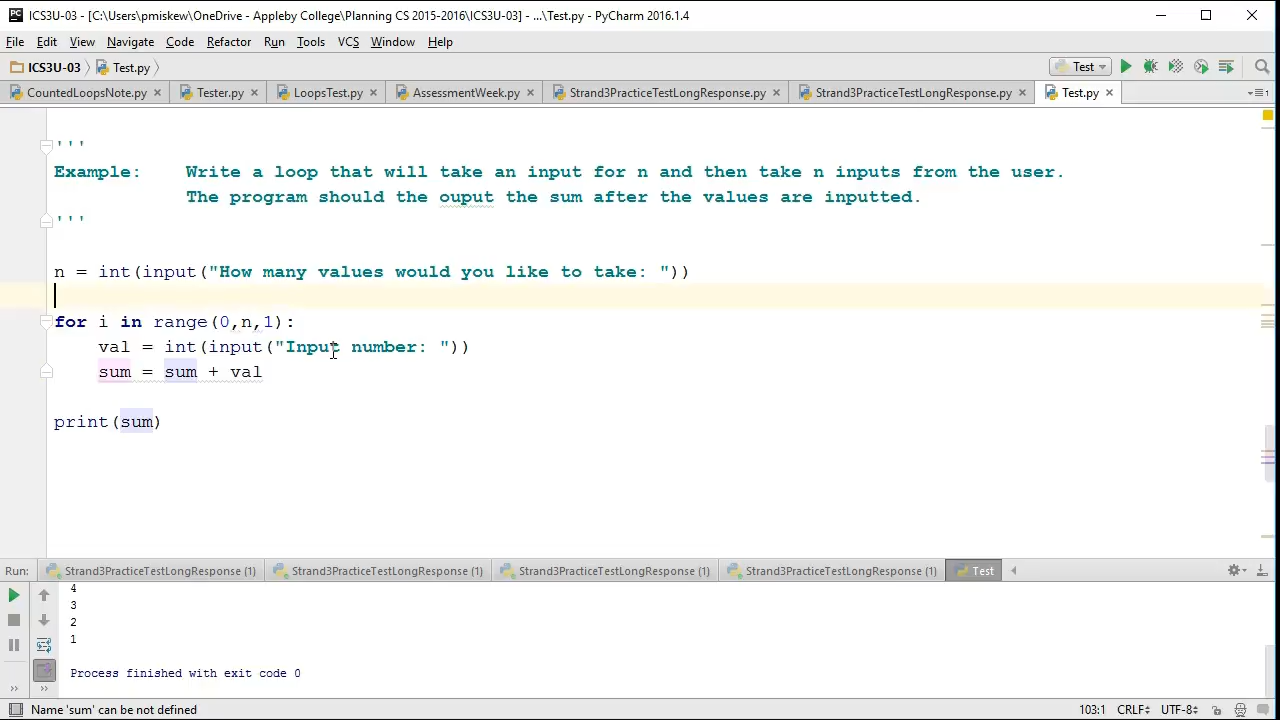 ICS3U-03 - [C:\Users\pmiskew\OneDrive - Appleby College\Planning CS 2015-2016\ICS3U-03] - ...\Test.py - PyCharm 2016.1.4
File Edit View Navigate Code Refactor Run Tools VCS Window Help
ICS3U-03 Test.py Test
CountedLoopsNote.py Tester.py LoopsTest.py AssessmentWeek.py Strand3PracticeTestLongResponse.py Strand3PracticeTestLongResponse.py Test.py
'''
Example: Write a loop that will take an input for n and then take n inputs from the user.
The program should the ouput the sum after the values are inputted.
'''
n = int(input("How many values would you like to take: "))
for i in range(0,n,1):
val = int(input("Input number: "))
sum = sum + val
print(sum)
Run: Strand3PracticeTestLongResponse (1) Strand3PracticeTestLongResponse (1) Strand3PracticeTestLongResponse (1) Strand3PracticeTestLongResponse (1) Test
4
3
2
1
Process finished with exit code 0
Name 'sum' can be not defined 103:1 CRLF UTF-8